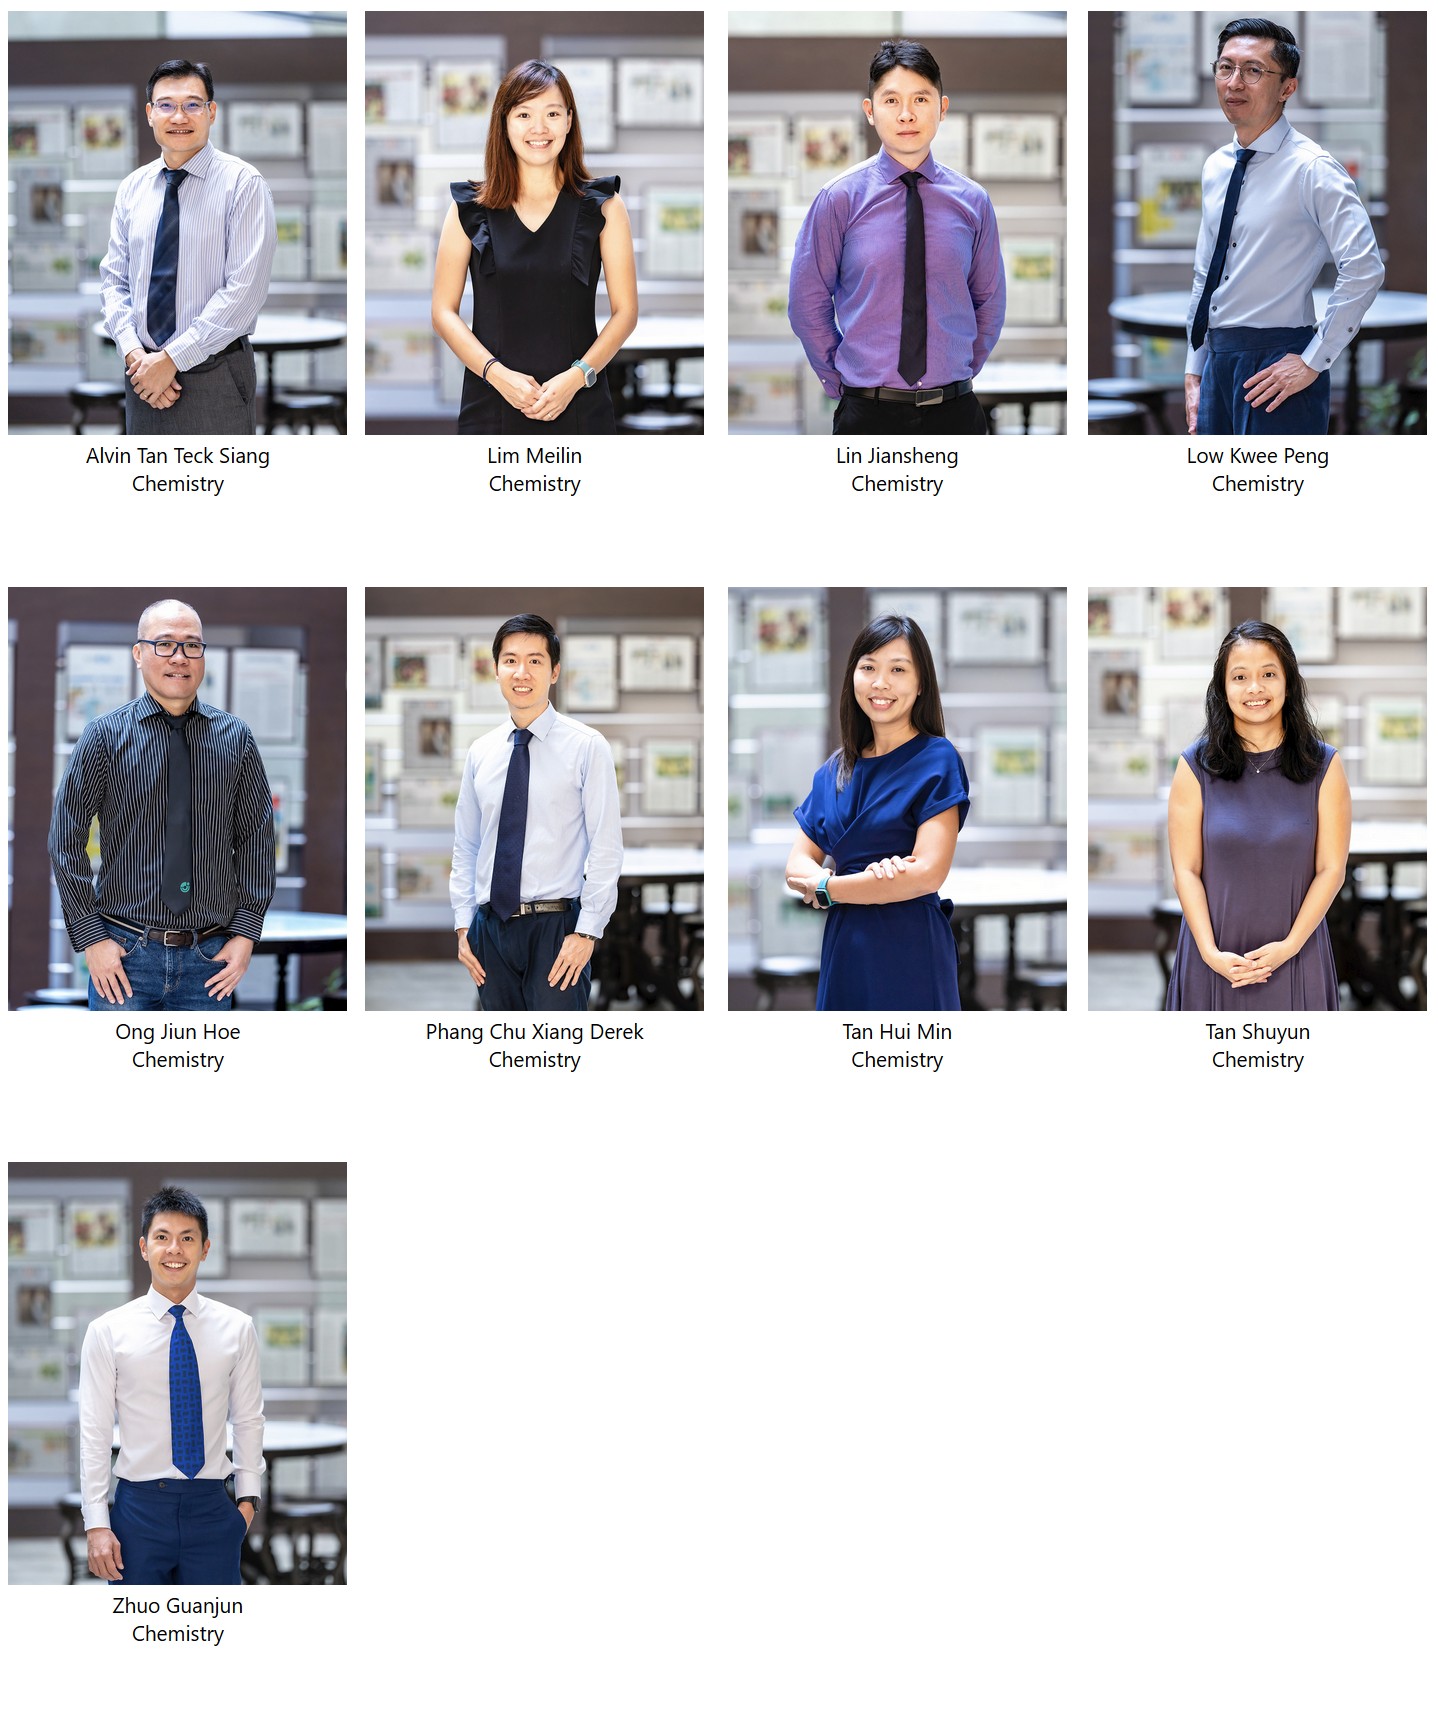 Alvin Tan Teck Siang
Chemistry
Lim Meilin
Chemistry
Lin Jiansheng
Chemistry
Low Kwee Peng
Chemistry
Ong Jiun Hoe
Chemistry
Phang Chu Xiang Derek
Chemistry
Tan Hui Min
Chemistry
Tan Shuyun
Chemistry
Zhuo Guanjun
Chemistry